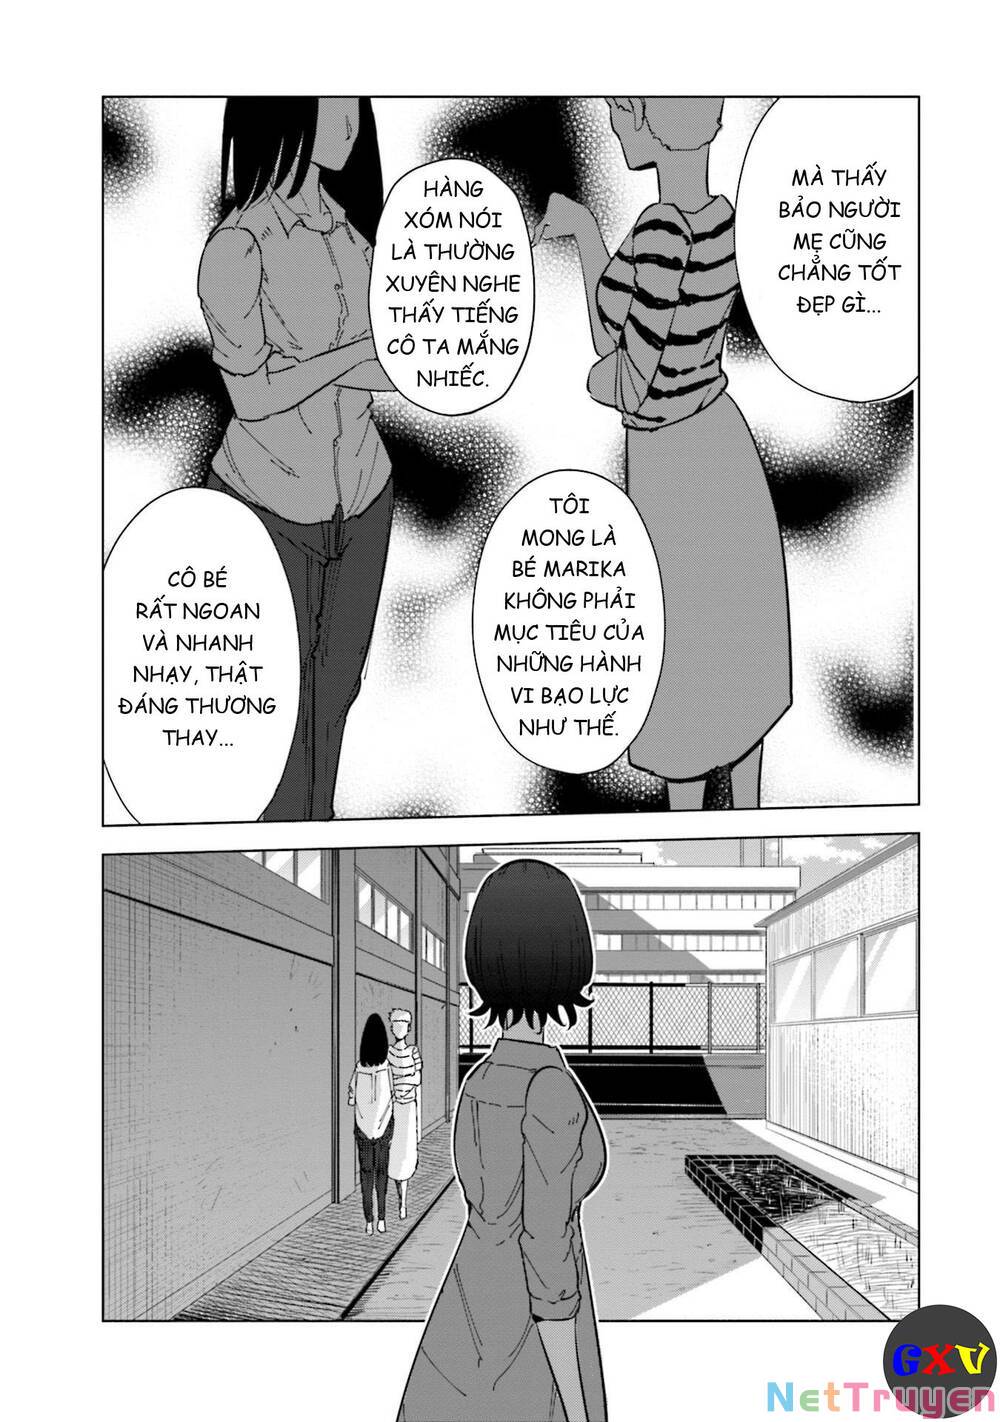 MÀ THẤY
BẢO NGƯỜI
MẸ CŨNG
CHẲNG TỐT
ĐẸP GÌ...
HÀNG
XÓM NÓI
LÀ THƯỜNG
XUYÊN NGHE
THẤY TIẾNG
CÔ TA MẮNG
NHIẾC.
TÔI
MONG LÀ
BÉ MARIKA
KHÔNG PHẢI
MỤC TIÊU CỦA
NHỮNG HÀNH
VI BẠO LỰC
NHƯ THẾ.
CÔ BÉ
RẤT NGOAN
VÀ NHANH
NHẠY, THẬT
ĐÁNG THƯƠNG
THAY...
GXV
NetTruyen